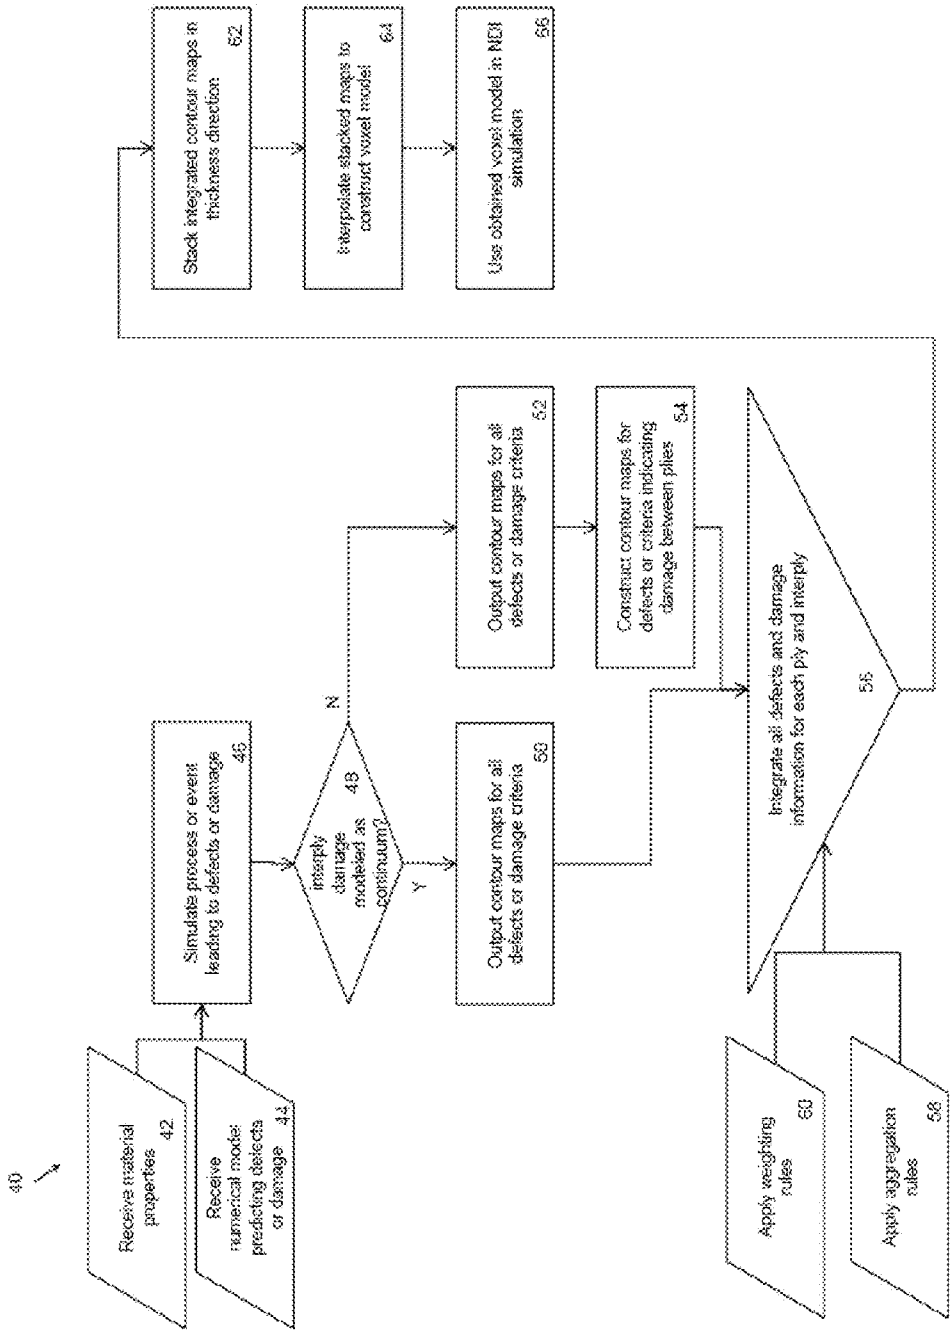 40
Receive material
properties
42
Receive
numerical model
predicting defects
or damage
44
Simulate process or event
leading to defects or damage
46
Interply
damage
modeled as
continuum?
48
Y
N
Output contour maps for all
defects or damage criteria
50
Output contour maps for all
defects or damage criteria
52
Construct contour maps for
defects or criteria indicating
damage between plies
54
Apply weighting
rules
60
Apply aggregation
rules
58
Integrate all defects and damage
information for each ply and interply
56
Stack integrated contour maps in
thickness direction
62
Interpolate stacked maps to
construct voxel model
64
Use obtained voxel model in NDI
simulation
66